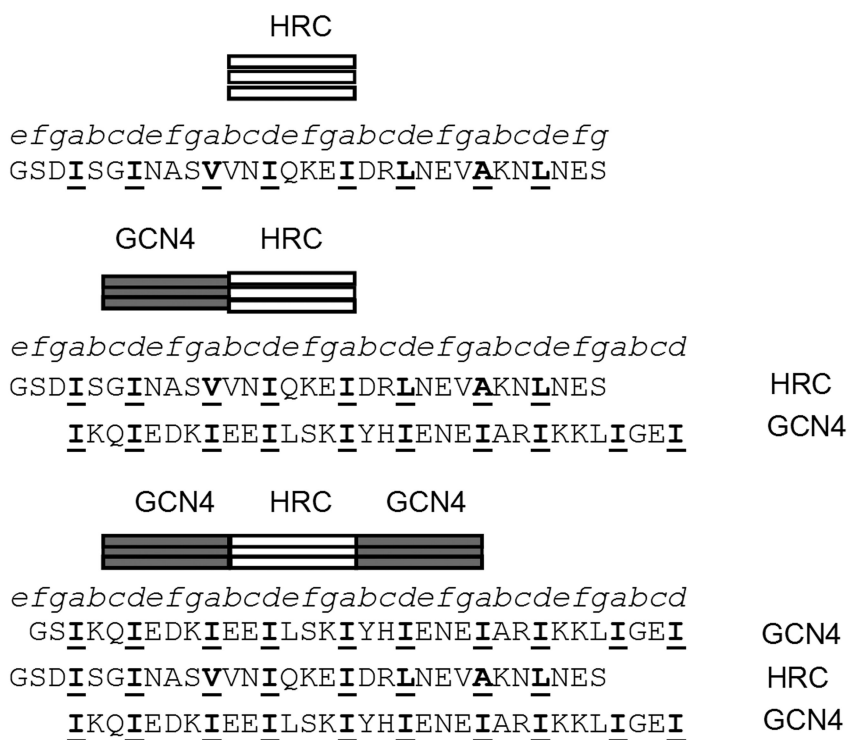 HRC
efgabcdefgabcdefgabcdefgabcdefg
GSDISGINASVVNIQKEIDRLNEVAKNLNES
GCN4 HRC
efgabcdefgabcdefgabcdefgabcdefgabcd
GSDISGINASVVNIQKEIDRLNEVAKNLNES HRC
IKQIEDKIEEILSKIYHIENEIARIKKLIGEI GCN4
GCN4 HRC GCN4
efgabcdefgabcdefgabcdefgabcdefgabcd
GSIKQIEDKIEEILSKIYHIENEIARIKKLIGEI GCN4
GSDISGINASVVNIQKEIDRLNEVAKNLNES HRC
IKQIEDKIEEILSKIYHIENEIARIKKLIGEI GCN4